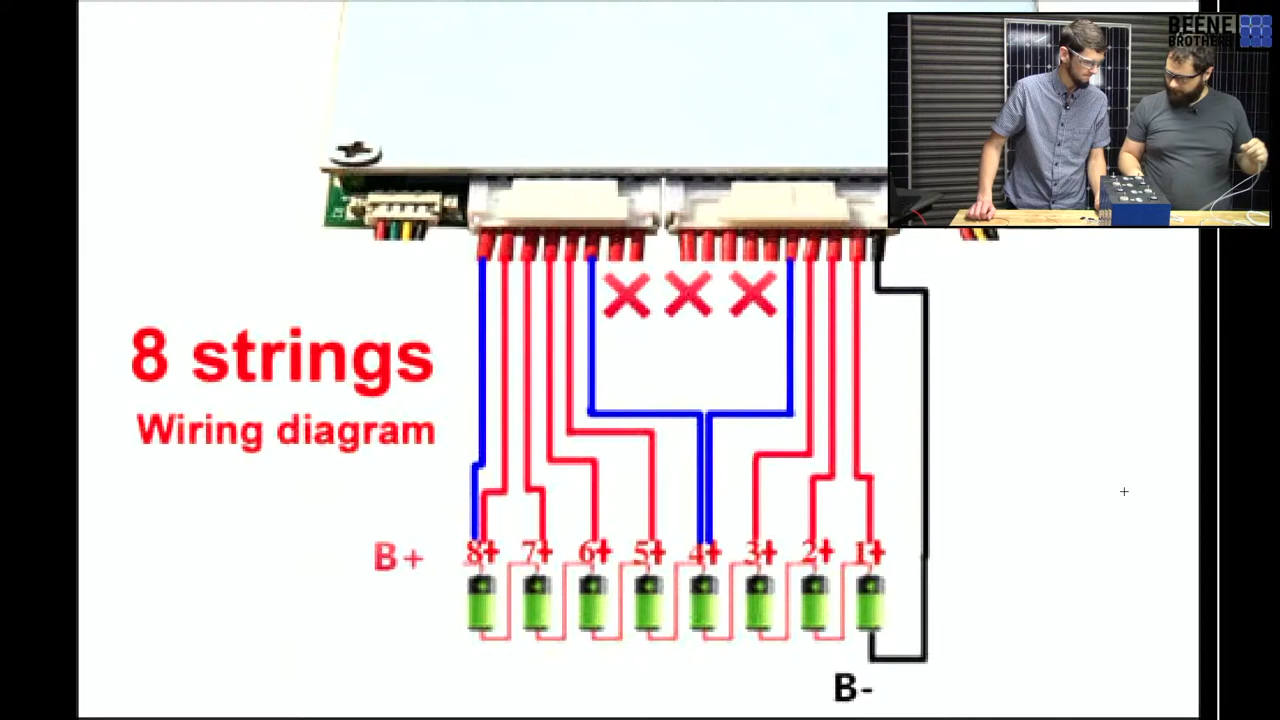 BEENE
BROTHERS
8 strings
Wiring diagram
B+
8+ 7+ 6+ 5+ 4+ 3+ 2+ 1+
B-